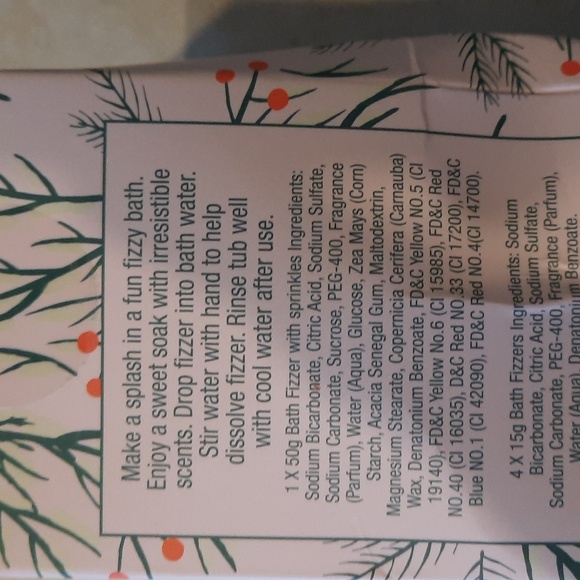 Make a splash in a fun fizzy bath.
Enjoy a sweet soak with irresistible
scents. Drop fizzer into bath water.
Stir water with hand to help
dissolve fizzer. Rinse tub well
with cool water after use.
1 X 50g Bath Fizzer with sprinkles Ingredients:
Sodium Bicarbonate, Citric Acid, Sodium Sulfate,
Sodium Carbonate, Sucrose, PEG-400, Fragrance
(Parfum), Water (Aqua), Glucose, Zea Mays (Corn)
Starch, Acacia Senegal Gum, Maltodextrin,
Magnesium Stearate, Copernicia Cerifera (Carnauba)
Wax, Denatonium Benzoate, FD&C Yellow NO.5 (CI
19140), FD&C Yellow No.6 (CI 15985), FD&C Red
NO.40 (CI 16035), D&C Red NO.33 (CI 17200), FD&C
Blue NO.1 (CI 42090), FD&C Red NO.4(CI 14700).
4 X 15g Bath Fizzers Ingredients: Sodium
Bicarbonate, Citric Acid, Sodium Sulfate,
Sodium Carbonate, PEG-400, Fragrance (Parfum),
Water (Aqua), Denatonium Benzoate.